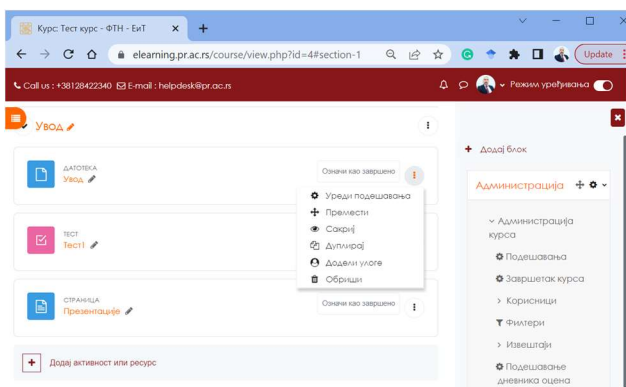 Курс: Тест курс - ФТН - ЕиТ
elearning.pr.ac.rs/course/view.php?id=4#section-1
Update
Call us : +38128422340 E-mail : helpdesk@pr.ac.rs
Режим уређивања
Увод
Додај блок
ДАТОТЕКА
Увод
Означи као завршено
Уреди подешавања
Премести
Сакриј
Дуплирај
Додели улоге
Обриши
ТЕСТ
Тест1
СТРАНИЦА
Презентације
Означи као завршено
Додај активност или ресурс
Администрација
Администрација
курса
Подешавања
Завршетак курса
Корисници
Филтери
Извештаји
Подешавање
дневника оцена